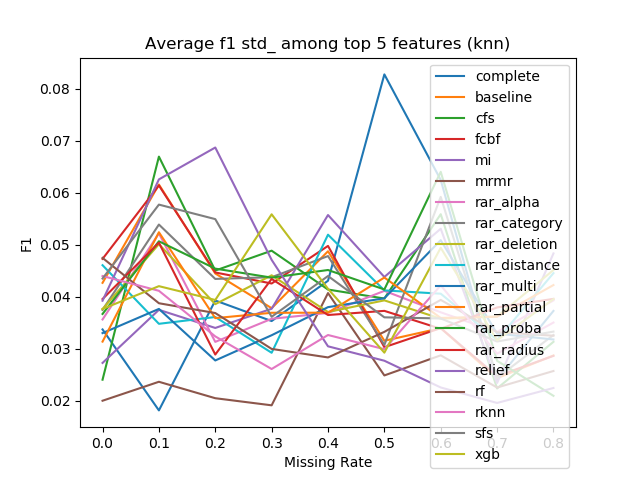 Average f1 std_ among top 5 features (knn)
F1
0.08
0.07
0.06
0.05
0.04
0.03
0.02
0.0 0.1 0.2 0.3 0.4 0.5 0.6 0.7 0.8
Missing Rate
complete
baseline
cfs
fcbf
mi
mrmr
rar_alpha
rar_category
rar_deletion
rar_distance
rar_multi
rar_partial
rar_proba
rar_radius
relief
rf
rknn
sfs
xgb